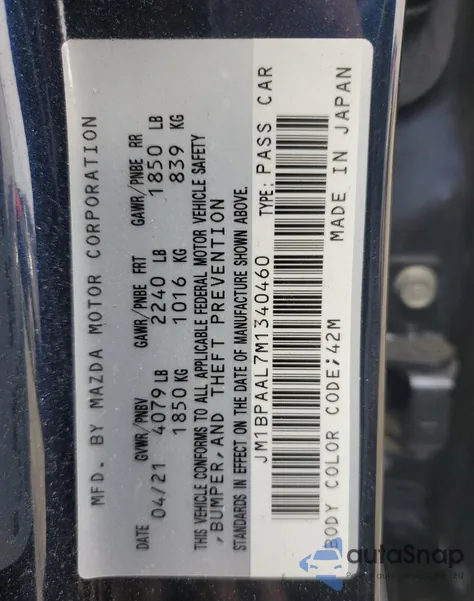 MFD. BY MAZDA MOTOR CORPORATION
DATE GVWR/PNBV GAWR/PNBE FRT GAWR/PNBE RR
04/21 4079 LB 2240 LB 1850 LB
1850 KG 1016 KG 839 KG
THIS VEHICLE CONFORMS TO ALL APPLICABLE FEDERAL MOTOR VEHICLE SAFETY
,BUMPER,AND THEFT PREVENTION
STANDARDS IN EFFECT ON THE DATE OF MANUFACTURE SHOWN ABOVE.
JM1BPAAL7M1340460 TYPE: PASS CAR
BODY COLOR CODE;42M MADE IN JAPAN
autoSnap